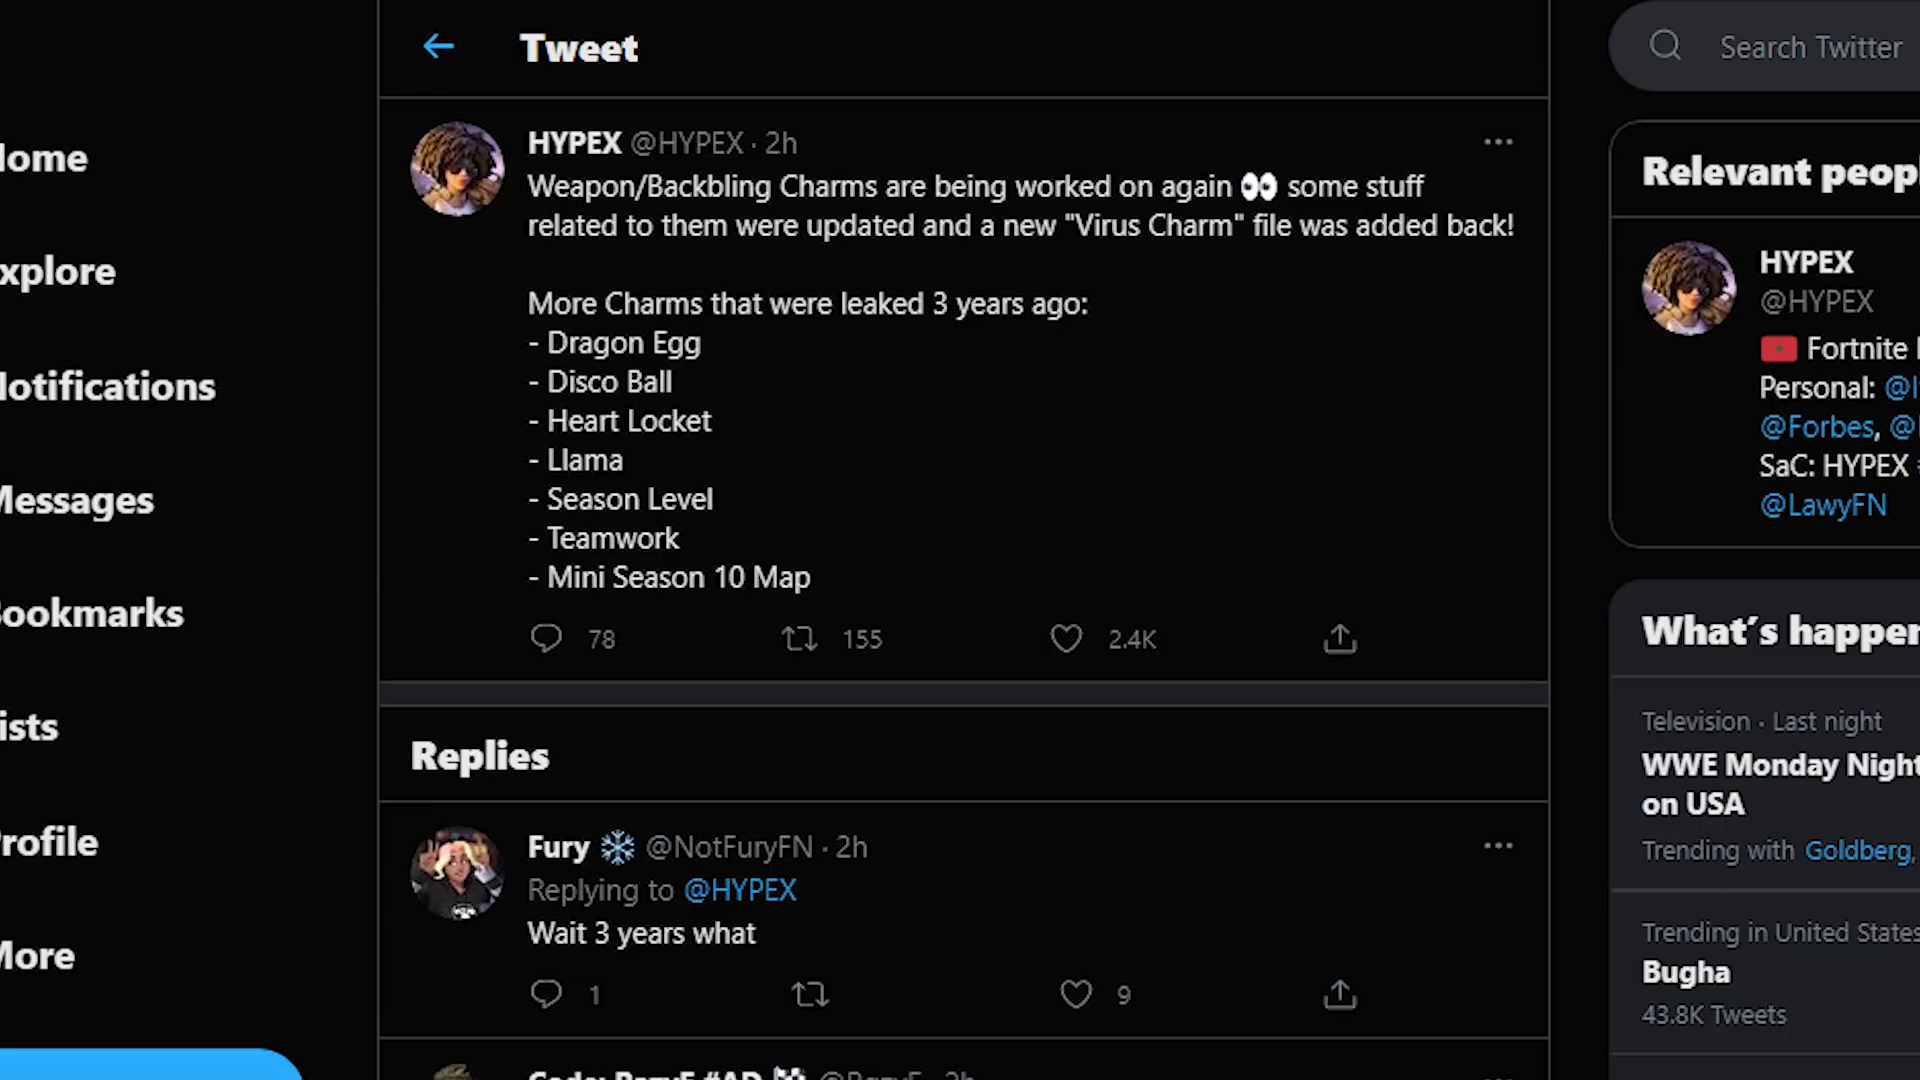 Tweet
Search Twitter
ome
xplore
otifications
Messages
ookmarks
ists
rofile
More
HYPEX @HYPEX · 2h
Weapon/Backbling Charms are being worked on again 👀 some stuff
related to them were updated and a new "Virus Charm" file was added back!
More Charms that were leaked 3 years ago:
- Dragon Egg
- Disco Ball
- Heart Locket
- Llama
- Season Level
- Teamwork
- Mini Season 10 Map
78 155 2.4K
Replies
Fury ❄ @NotFuryFN · 2h
Replying to @HYPEX
Wait 3 years what
1 9
Relevant peop
HYPEX
@HYPEX
Fortnite
Personal:
@Forbes,
SaC: HYPEX
@LawyFN
What's happen
Television · Last night
WWE Monday Night
on USA
Trending with Goldberg,
Trending in United States
Bugha
43.8K Tweets